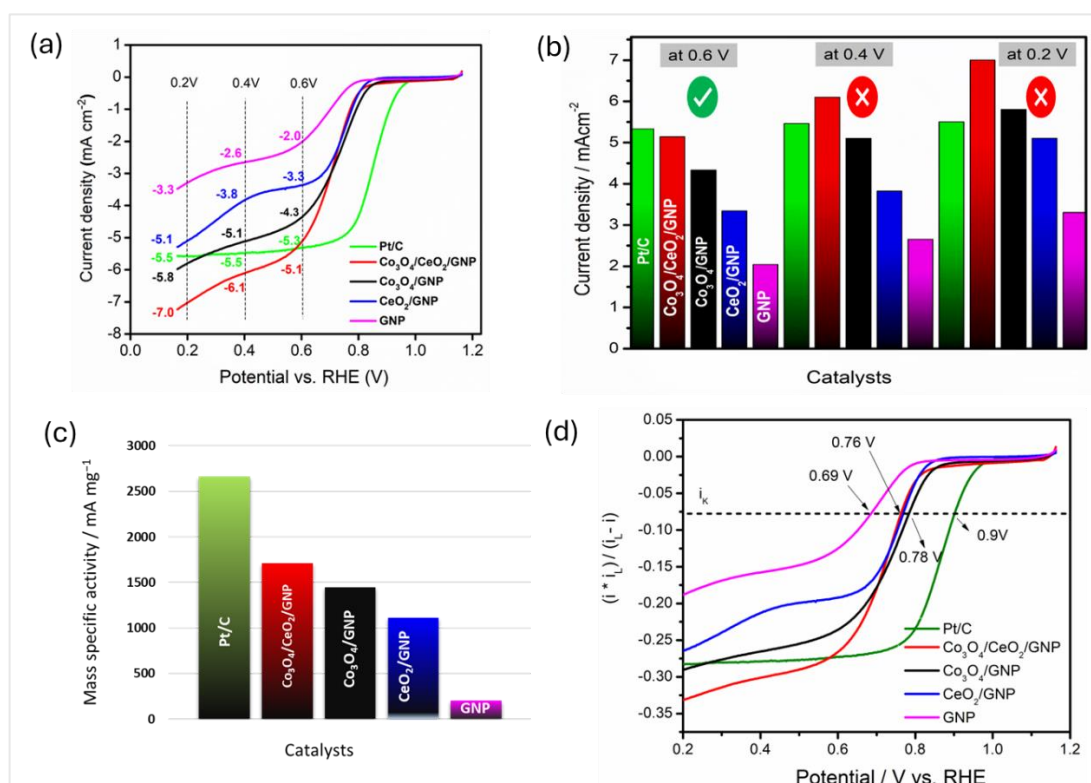 (a)
Current density (mA cm⁻²)
1
0
-1
-2
-3
-4
-5
-6
-7
-8
0.2V
0.4V
0.6V
-2.0
-2.6
-3.3
-3.3
-3.8
-4.3
-5.1
-5.1
-5.3
-5.5
-5.5
-5.8
-5.1
-6.1
-7.0
Pt/C
Co₃O₄/CeO₂/GNP
Co₃O₄/GNP
CeO₂/GNP
GNP
0.0 0.2 0.4 0.6 0.8 1.0 1.2
Potential vs. RHE (V)
(b)
Current density / mAcm⁻²
7
6
5
4
3
2
1
0
at 0.6 V
at 0.4 V
at 0.2 V
Pt/C
Co₃O₄/CeO₂/GNP
Co₃O₄/GNP
CeO₂/GNP
GNP
Catalysts
(c)
Mass specific activity / mA mg⁻¹
3000
2500
2000
1500
1000
500
0
Pt/C
Co₃O₄/CeO₂/GNP
Co₃O₄/GNP
CeO₂/GNP
GNP
Catalysts
(d)
(i * i_L) / (i_L- i)
0.05
0.00
-0.05
-0.10
-0.15
-0.20
-0.25
-0.30
-0.35
0.76 V
0.69 V
i_K
0.9V
0.78 V
Pt/C
Co₃O₄/CeO₂/GNP
Co₃O₄/GNP
CeO₂/GNP
GNP
0.2 0.4 0.6 0.8 1.0 1.2
Potential / V vs. RHE